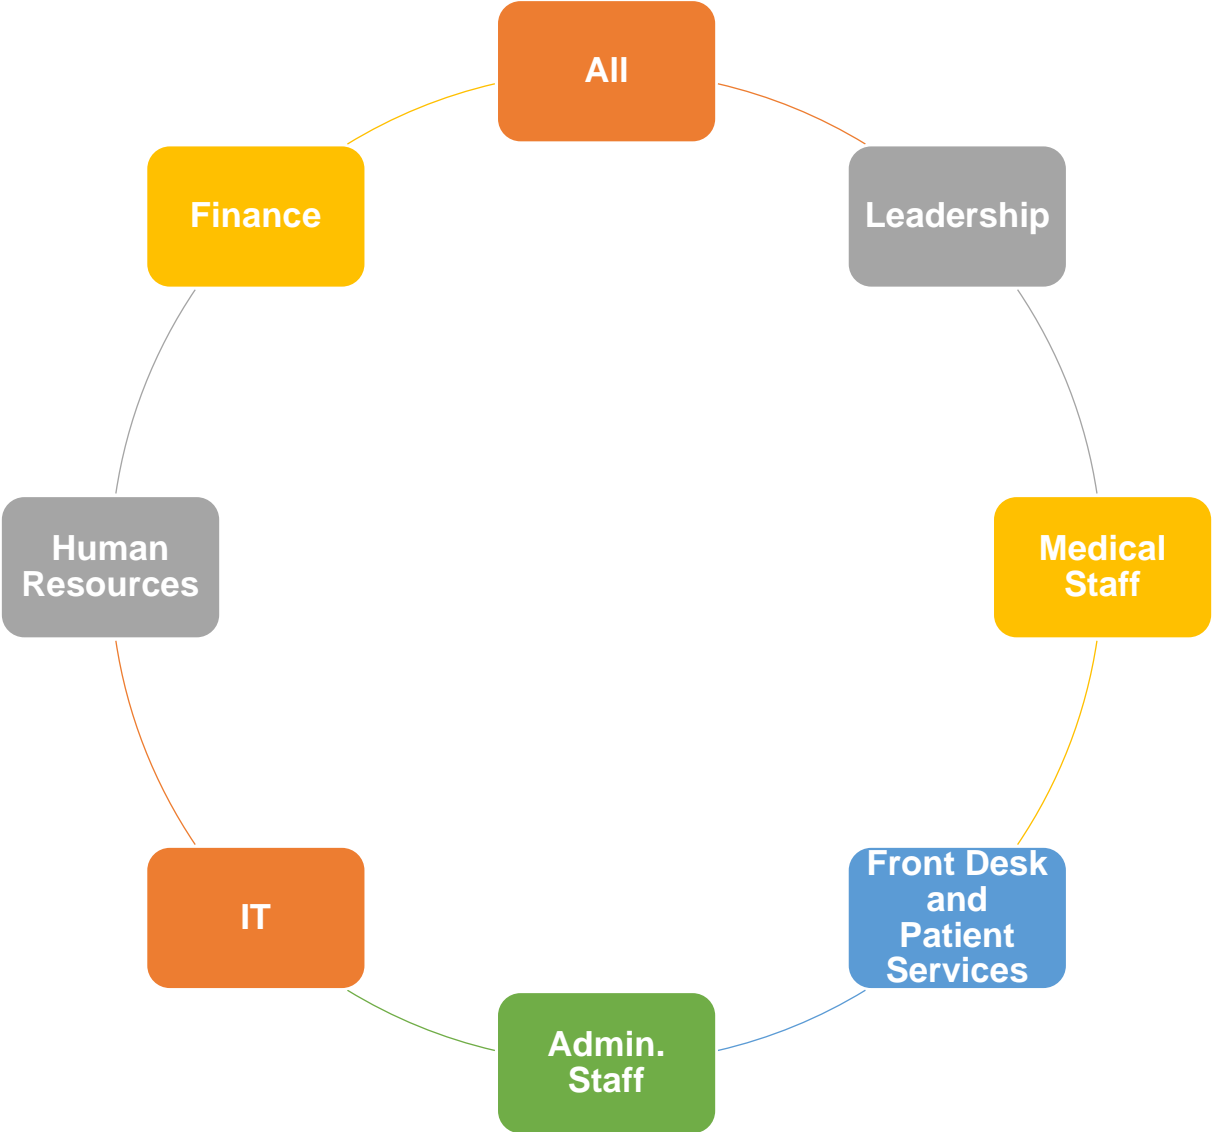 All
Leadership
Medical
Staff
Front Desk
and
Patient
Services
Admin.
Staff
IT
Human
Resources
Finance